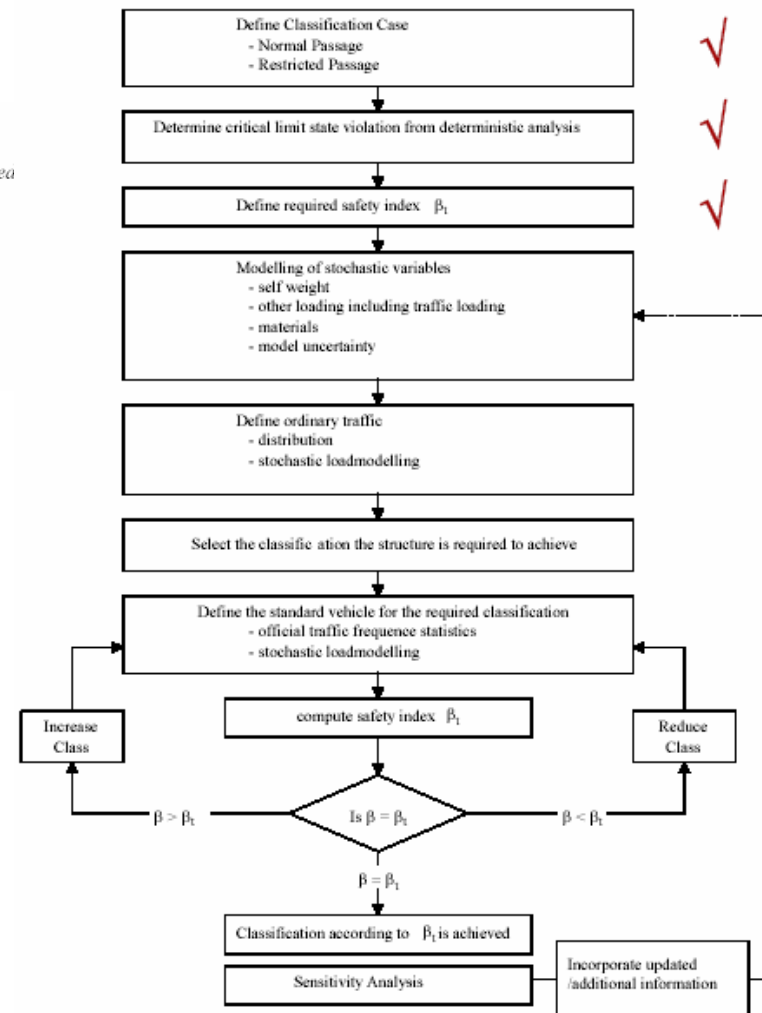 Define Classification Case
- Normal Passage
- Restricted Passage
Determine critical limit state violation from deterministic analysis
Define required safety index βt
Modelling of stochastic variables
- self weight
- other loading including traffic loading
- materials
- model uncertainty
Define ordinary traffic
- distribution
- stochastic loadmodelling
Select the classific ation the structure is required to achieve
Define the standard vehicle for the required classification
- official traffic frequence statistics
- stochastic loadmodelling
Increase
Class
compute safety index βt
Reduce
Class
β > βt
Is β = βt
β < βt
β = βt
Classification according to βt is achieved
Sensitivity Analysis
Incorporate updated
/additional information